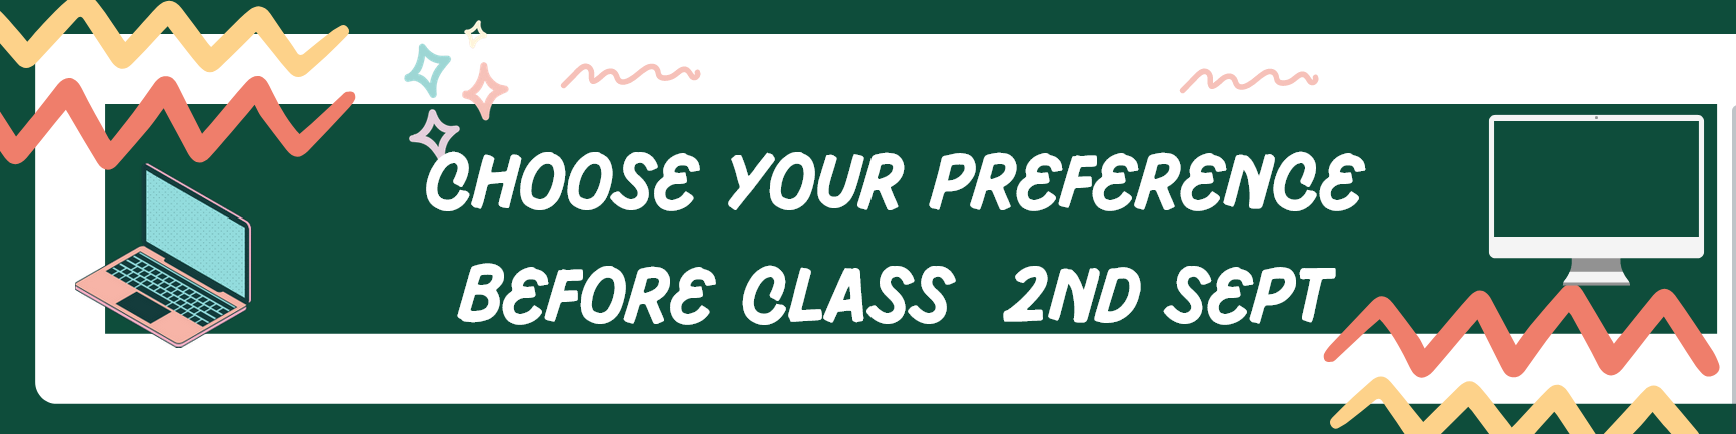 CHOOSE YOUR PREFERENCE
BEFORE CLASS 2ND SEPT